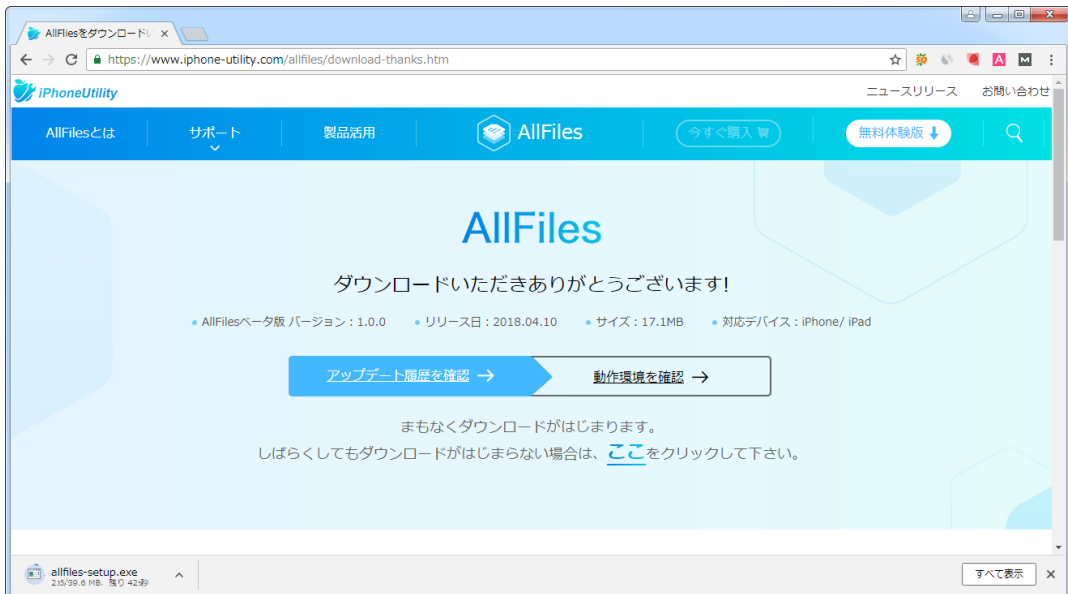 AllFliesをダウンロードい
https://www.iphone-utility.com/allfiles/download-thanks.htm
iPhoneUtility
ニュースリリース お問い合わせ
AllFilesとは サポート 製品活用 AllFiles 今すぐ購入 無料体験版
AllFiles
ダウンロードいただきありがとうございます!
AllFilesベータ版 バージョン：1.0.0 リリース日：2018.04.10 サイズ：17.1MB 対応デバイス：iPhone/ iPad
アップデート履歴を確認 → 動作環境を確認 →
まもなくダウンロードがはじまります。
しばらくしてもダウンロードがはじまらない場合は、ここをクリックして下さい。
allfiles-setup.exe
すべて表示
MB、残り 42秒